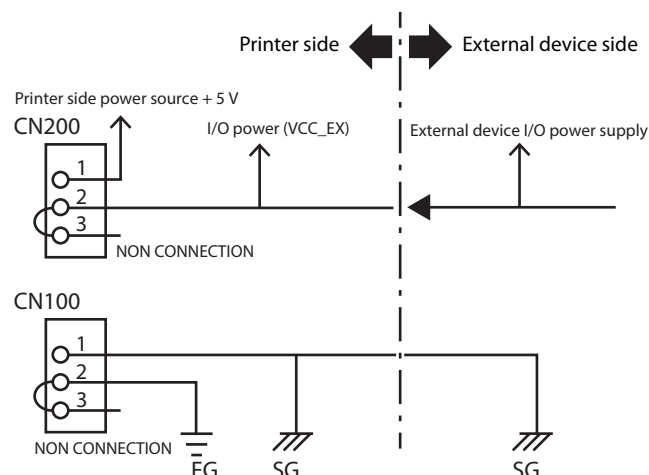 Printer side
External device side
Printer side power source + 5 V
CN200
I/O power (VCC_EX)
External device I/O power supply
1
2
3
NON CONNECTION
CN100
1
2
3
NON CONNECTION
EG
SG
SG